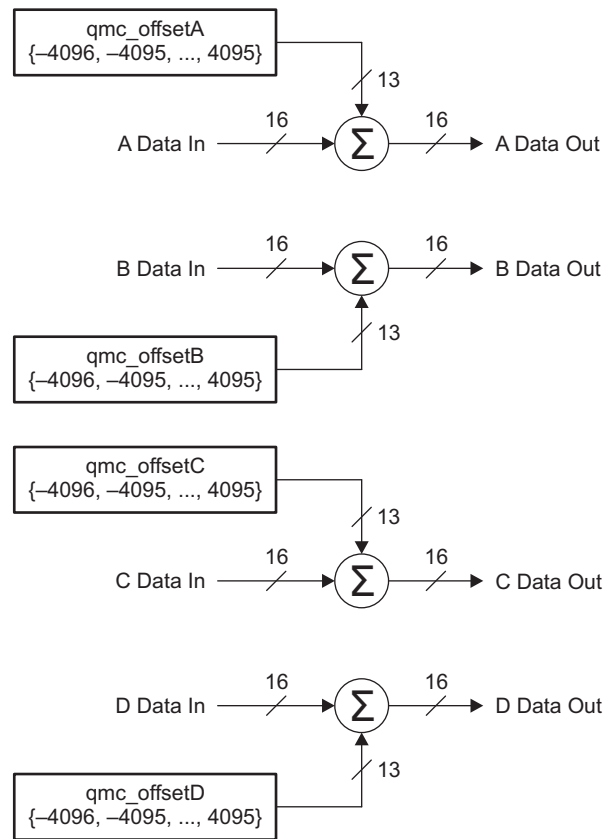 qmc_offsetA
{–4096, –4095, ..., 4095}
13
16
16
A Data In
Σ
A Data Out
16
16
B Data In
Σ
B Data Out
13
qmc_offsetB
{–4096, –4095, ..., 4095}
qmc_offsetC
{–4096, –4095, ..., 4095}
13
16
16
C Data In
Σ
C Data Out
16
16
D Data In
Σ
D Data Out
13
qmc_offsetD
{–4096, –4095, ..., 4095}